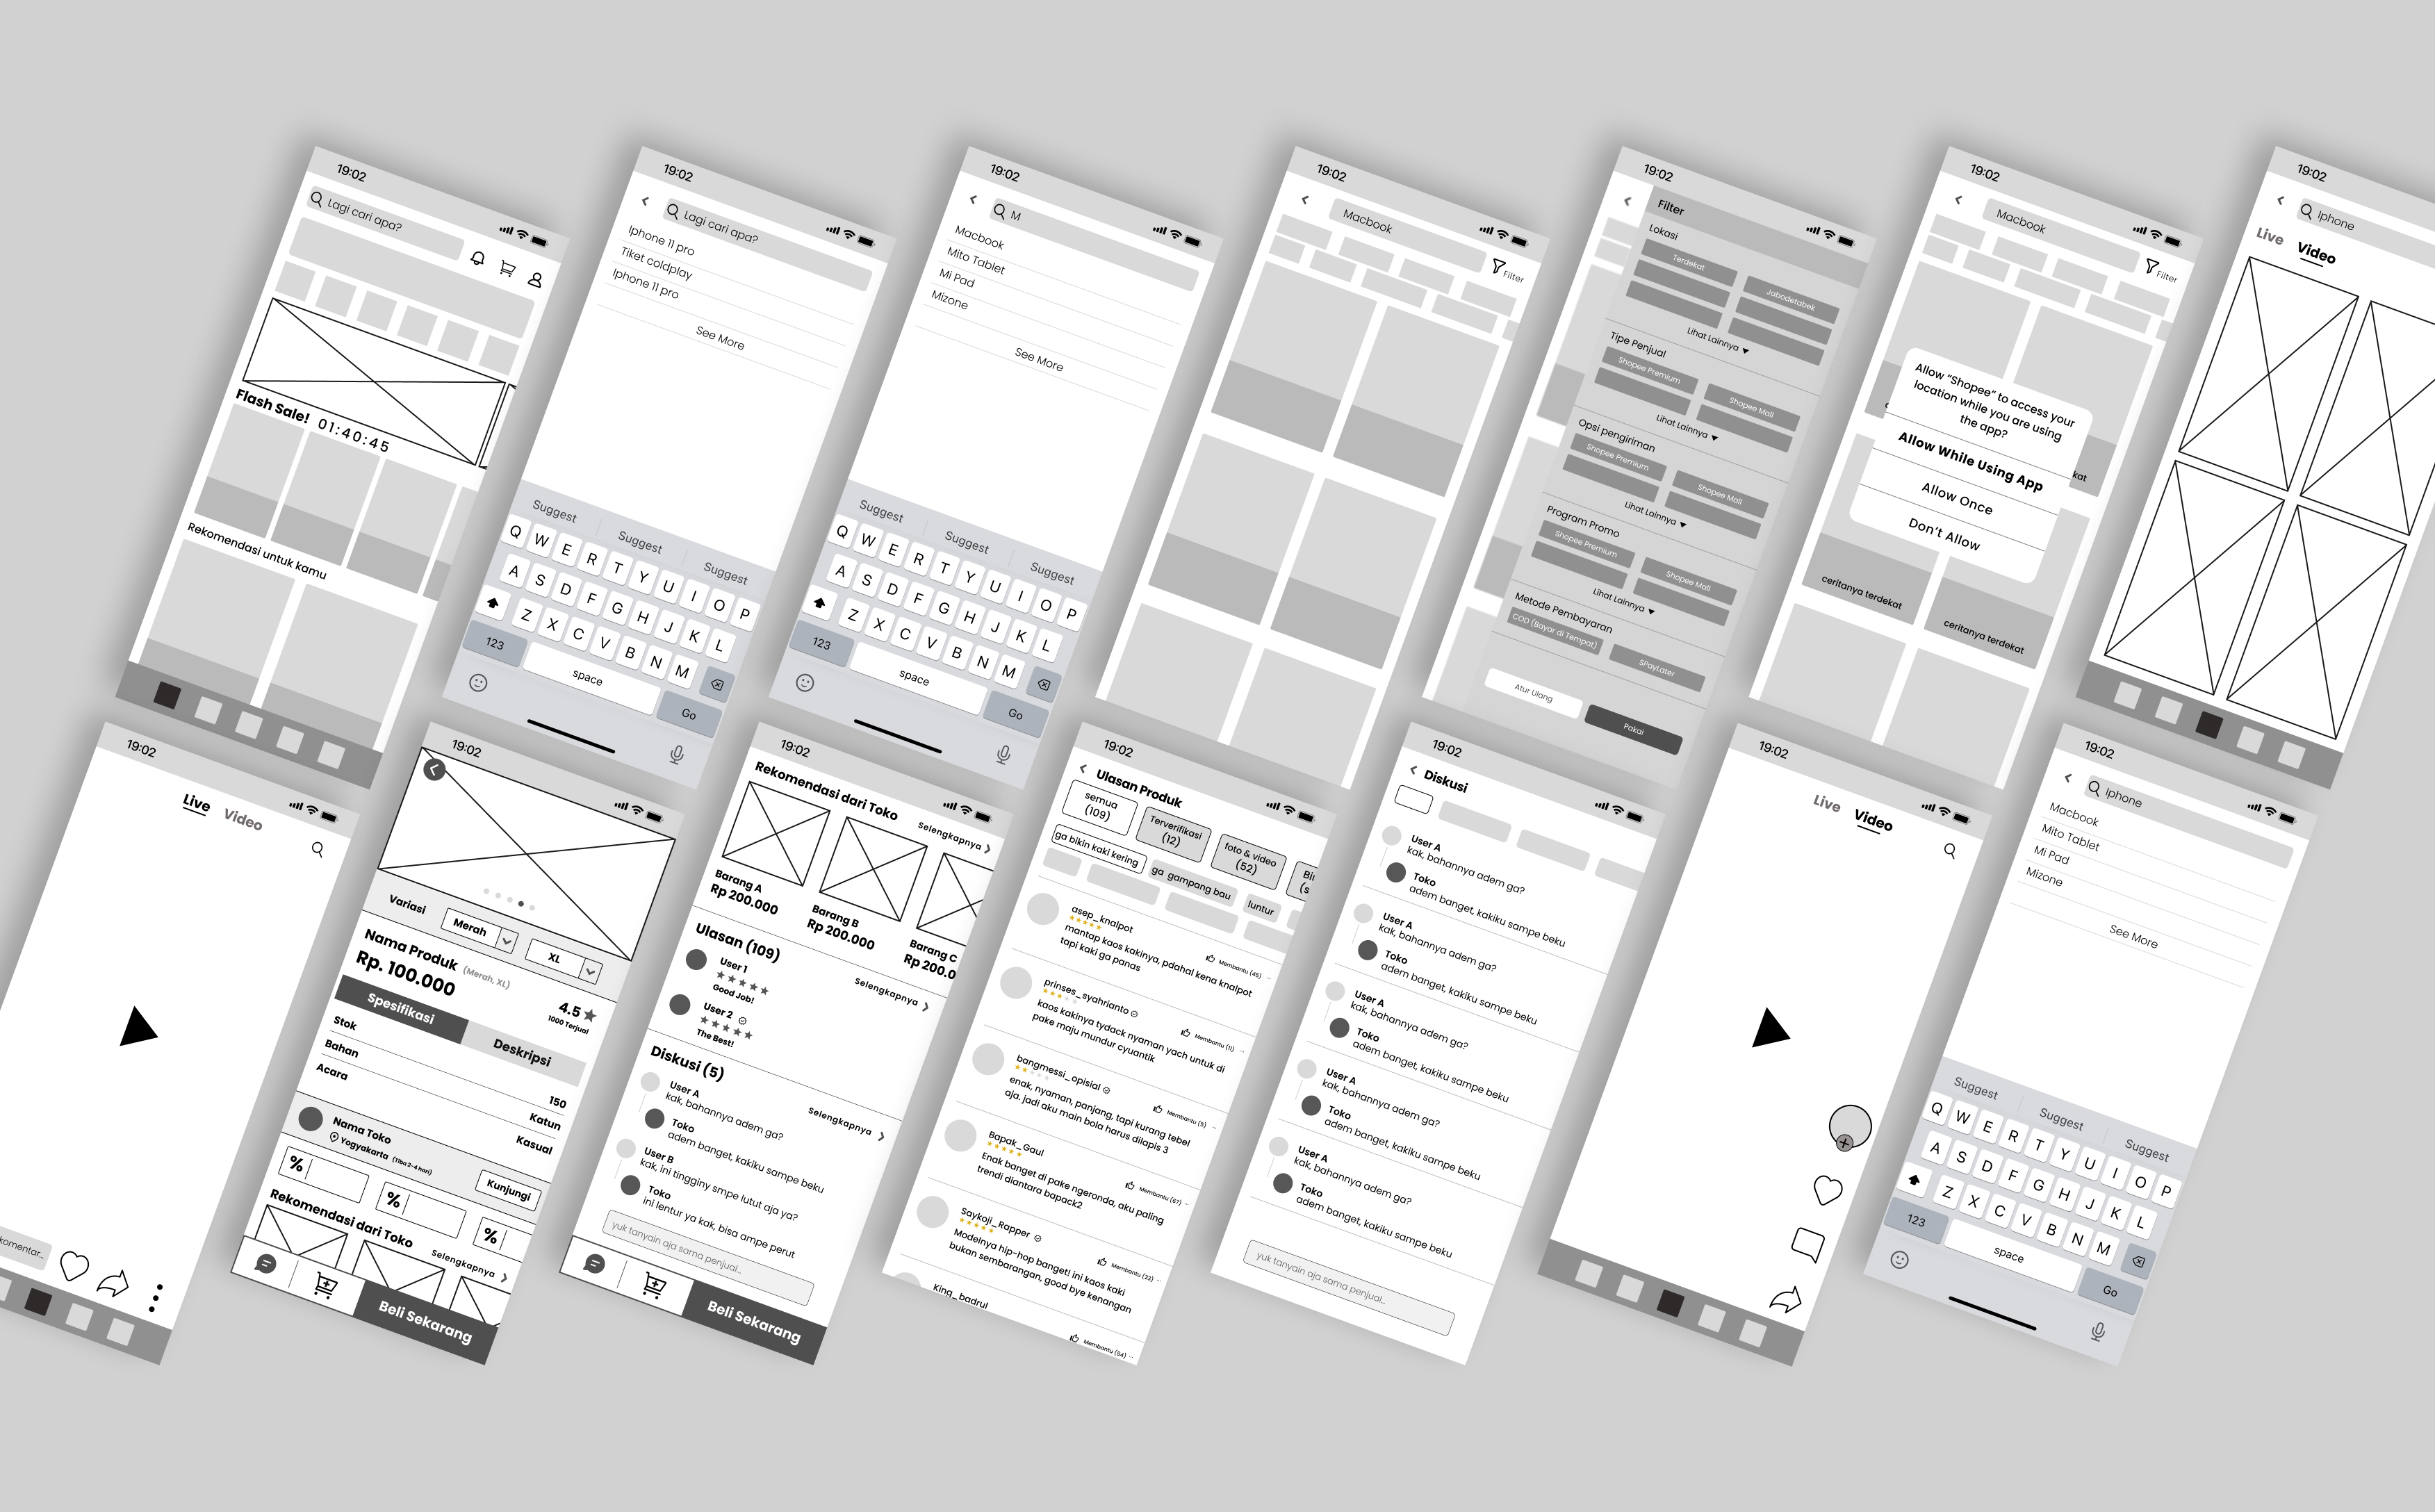 19:02
Lagi cari apa?
Flash Sale! 01:40:45
Rekomendasi untuk kamu
19:02
Lagi cari apa?
Iphone 11 pro
Tiket coldplay
Iphone 11 pro
See More
Suggest Suggest Suggest
Q W E R T Y U I O P
A S D F G H J K L
Z X C V B N M
123 space Go
19:02
M
Macbook
Mito Tablet
Mi Pad
Mizone
See More
Suggest Suggest Suggest
Q W E R T Y U I O P
A S D F G H J K L
Z X C V B N M
123 space Go
19:02
Macbook
Filter
19:02
Filter
Lokasi
Terdekat Jabodetabek
Lihat Lainnya
Tipe Penjual
Shopee Premium Shopee Mall
Lihat Lainnya
Opsi pengiriman
Shopee Premium Shopee Mall
Lihat Lainnya
Program Promo
Shopee Premium Shopee Mall
Lihat Lainnya
Metode Pembayaran
COD (Bayar di Tempat) SPayLater
Atur Ulang Pakai
19:02
Macbook
Filter
Allow "Shopee" to access your
location while you are using
the app?
Allow While Using App
Allow Once
Don't Allow
kat
ceritanya terdekat ceritanya terdekat
19:02
Iphone
Live Video
19:02
Live Video
komentar...
19:02
Variasi Merah XL
Nama Produk (Merah, XL)
Rp. 100.000
4.5
1000 Terjual
Spesifikasi Deskripsi
Stok 150
Bahan Katun
Acara Kasual
Nama Toko
Yogyakarta (Tiba 2-4 hari)
Kunjungi
% % %
Rekomendasi dari Toko Selengkapnya
Beli Sekarang
19:02
Rekomendasi dari Toko Selengkapnya
Barang A
Rp 200.000
Barang B
Rp 200.000
Barang C
Rp 200.0
Ulasan (109) Selengkapnya
User 1
Good Job!
User 2
The Best!
Diskusi (5) Selengkapnya
User A
kak, bahannya adem ga?
Toko
adem banget, kakiku sampe beku
User B
kak, ini tingginy smpe lutut aja ya?
Toko
ini lentur ya kak, bisa ampe perut
yuk tanyain aja sama penjual...
Beli Sekarang
19:02
Ulasan Produk
semua
(109)
Terverifikasi
(12)
foto & video
(52)
Bi
(s
ga bikin kaki kering ga gampang bau luntur
asep_knalpot
Membantu (45)
mantap kaos kakinya, pdahal kena knalpot
tapi kaki ga panas
prinses_syahrianto
Membantu (11)
kaos kakinya tydack nyaman yach untuk di
pake maju mundur cyuantik
bangmessi_opisial
Membantu (5)
enak, nyaman, panjang, tapi kurang tebel
aja, jadi aku main bola harus dilapis 3
Bapak_Gaul
Membantu (67)
Enak banget di pake ngeronda, aku paling
trendi diantara bapack2
Saykoji_Rapper
Membantu (23)
Modelnya hip-hop banget! ini kaos kaki
bukan sembarangan, good bye kenangan
King_badrul
Membantu (54)
19:02
Diskusi
User A
kak, bahannya adem ga?
Toko
adem banget, kakiku sampe beku
User A
kak, bahannya adem ga?
Toko
adem banget, kakiku sampe beku
User A
kak, bahannya adem ga?
Toko
adem banget, kakiku sampe beku
User A
kak, bahannya adem ga?
Toko
adem banget, kakiku sampe beku
User A
kak, bahannya adem ga?
Toko
adem banget, kakiku sampe beku
yuk tanyain aja sama penjual...
19:02
Live Video
19:02
Iphone
Macbook
Mito Tablet
Mi Pad
Mizone
See More
Suggest Suggest Suggest
Q W E R T Y U I O P
A S D F G H J K L
Z X C V B N M
123 space Go